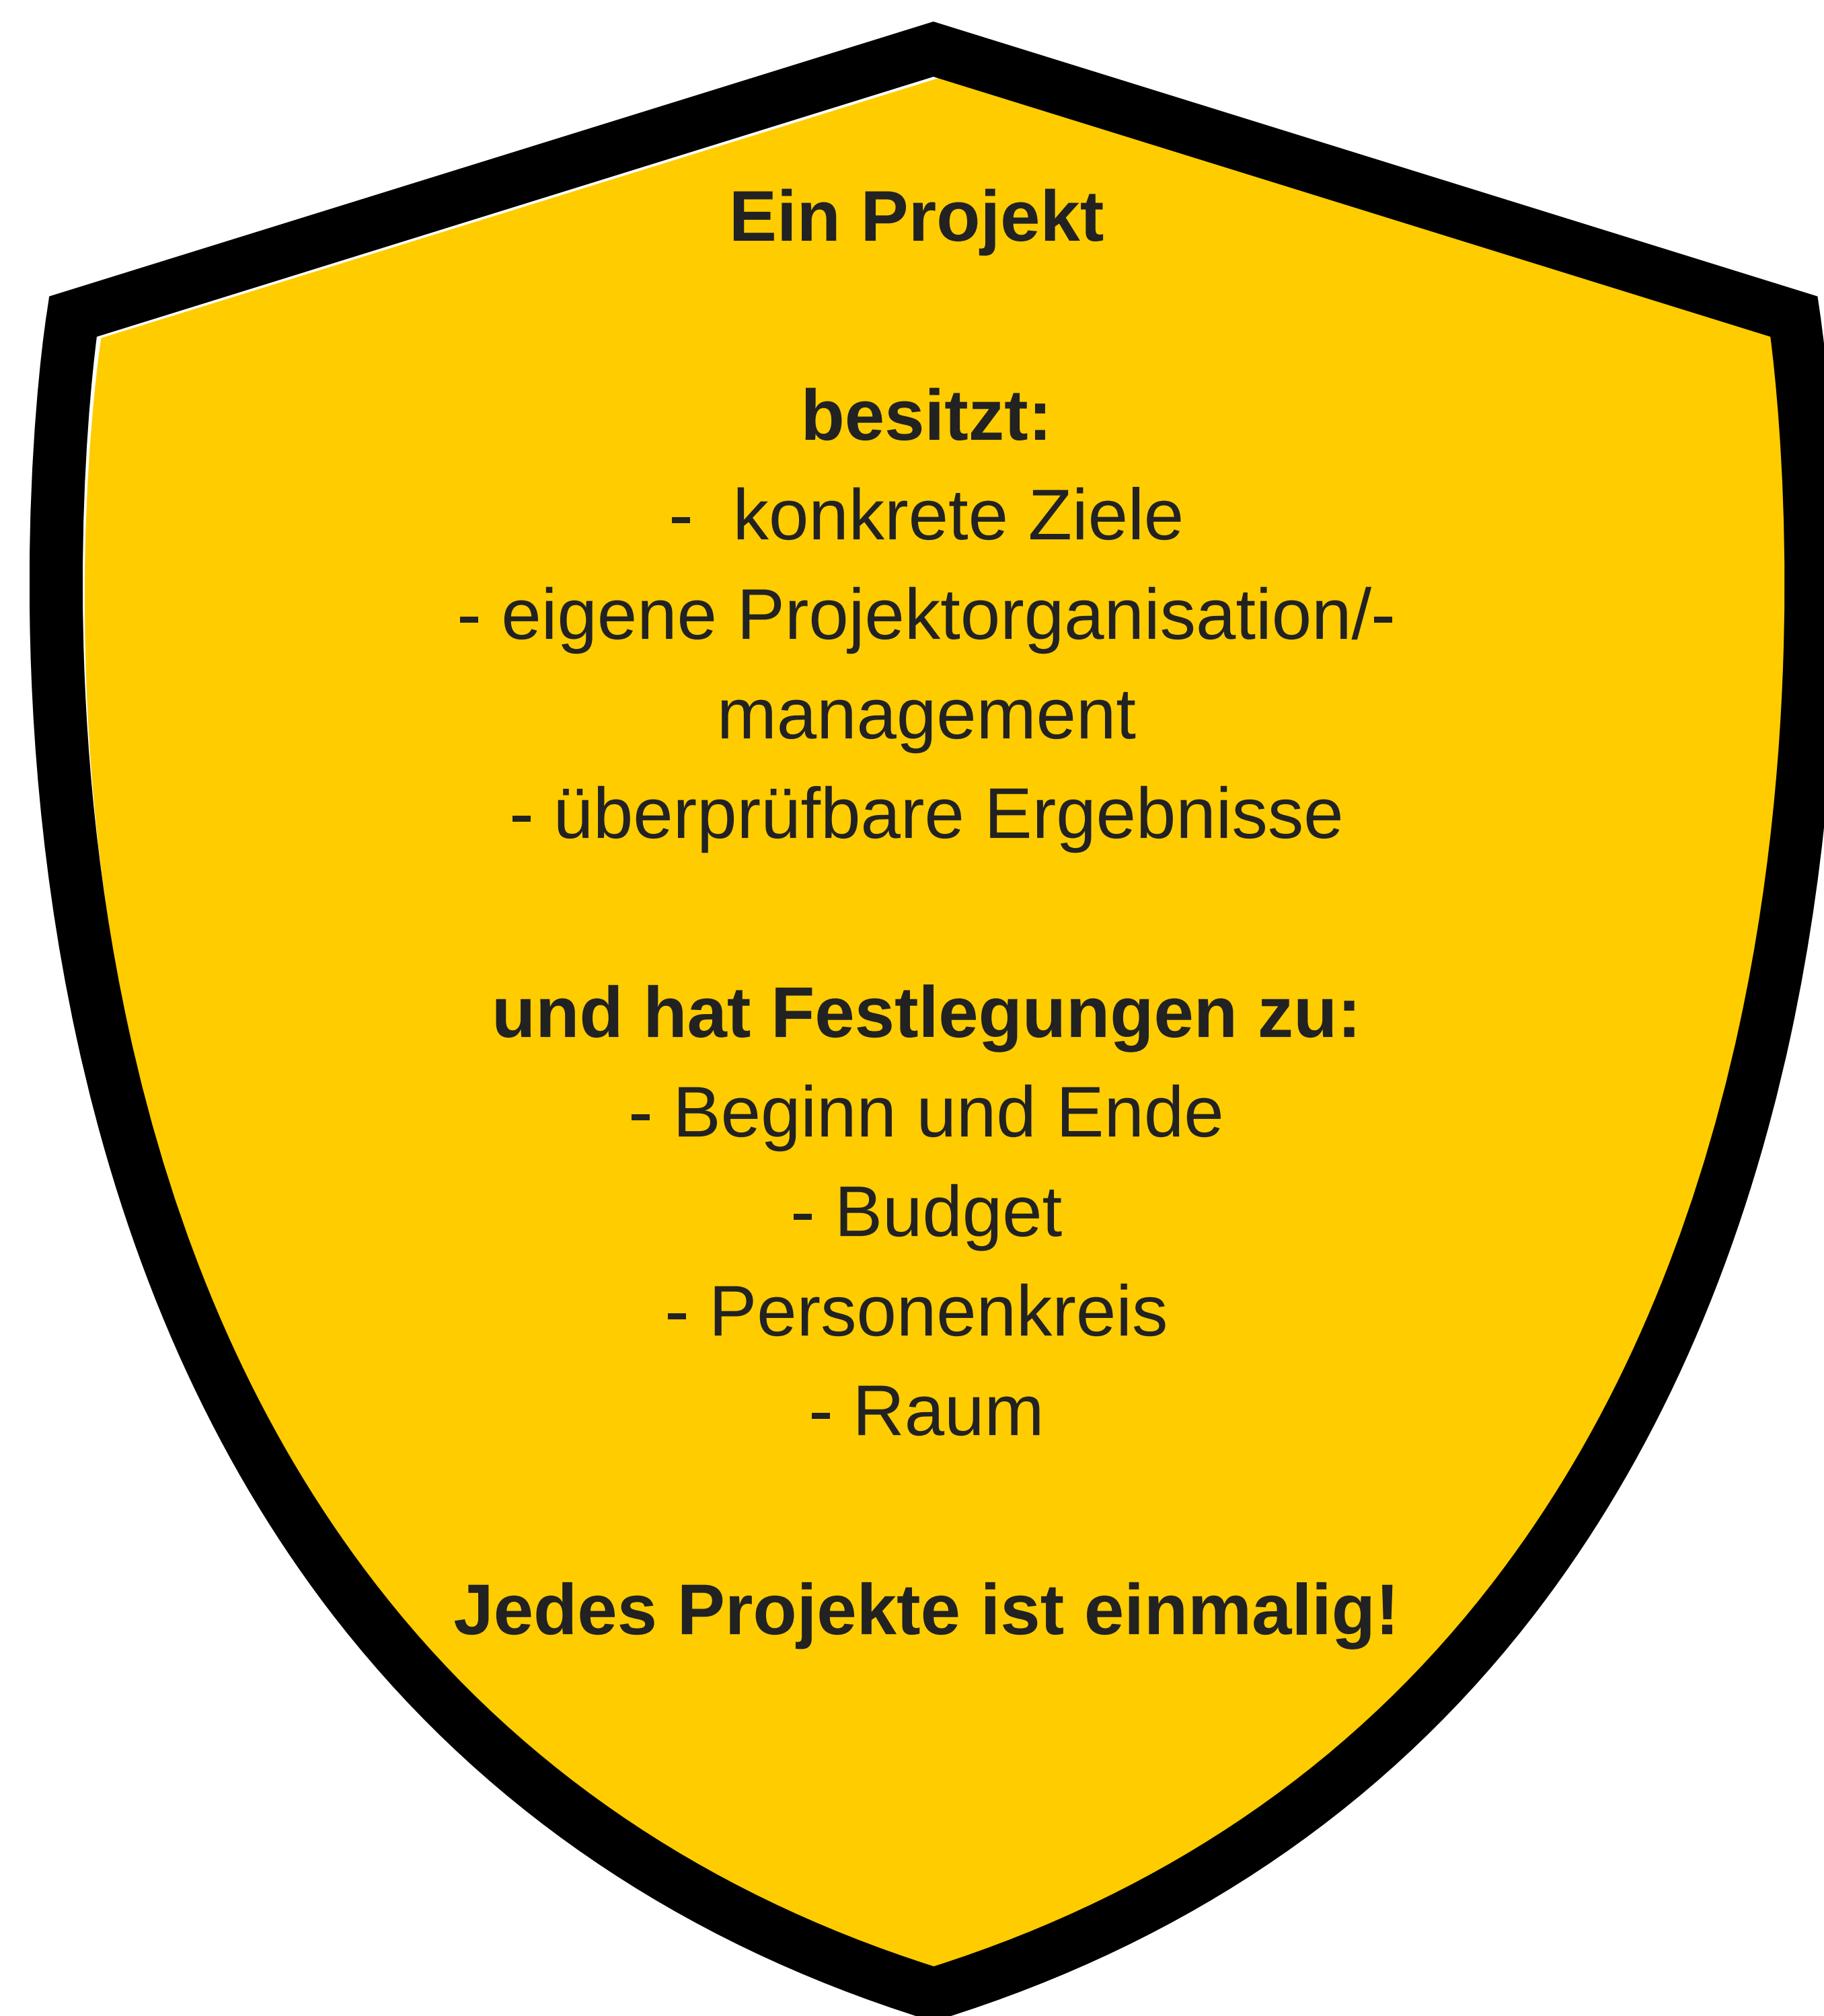 Ein Projekt
besitzt:
-  konkrete Ziele
- eigene Projektorganisation/-
management
- überprüfbare Ergebnisse
und hat Festlegungen zu:
- Beginn und Ende
- Budget
- Personenkreis
- Raum
Jedes Projekte ist einmalig!